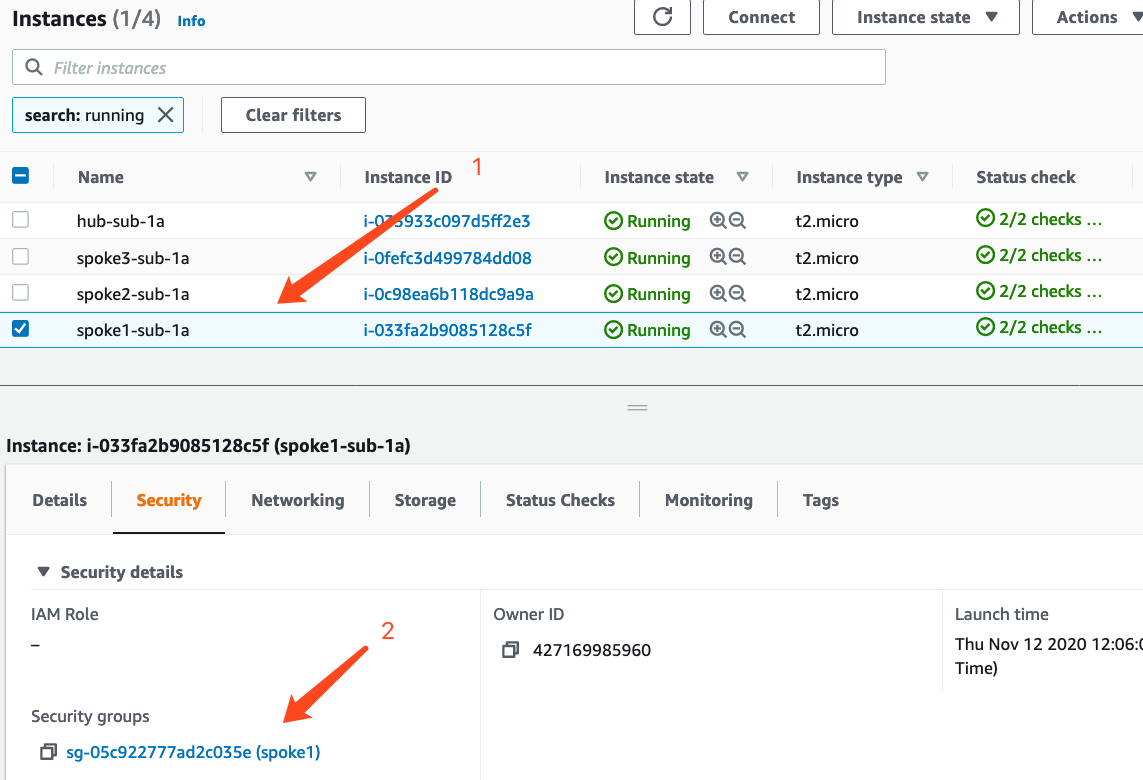 Instances (1/4) Info
Connect
Instance state
Actions
Filter instances
search: running
Clear filters
1
Name Instance ID Instance state Instance type Status check
hub-sub-1a i-073933c097d5ff2e3 Running t2.micro 2/2 checks ...
spoke3-sub-1a i-0fefc3d499784dd08 Running t2.micro 2/2 checks ...
spoke2-sub-1a i-0c98ea6b118dc9a9a Running t2.micro 2/2 checks ...
spoke1-sub-1a i-033fa2b9085128c5f Running t2.micro 2/2 checks ...
Instance: i-033fa2b9085128c5f (spoke1-sub-1a)
Details Security Networking Storage Status Checks Monitoring Tags
Security details
IAM Role
–
2
Owner ID
427169985960
Launch time
Thu Nov 12 2020 12:06:0
Time)
Security groups
sg-05c922777ad2c035e (spoke1)